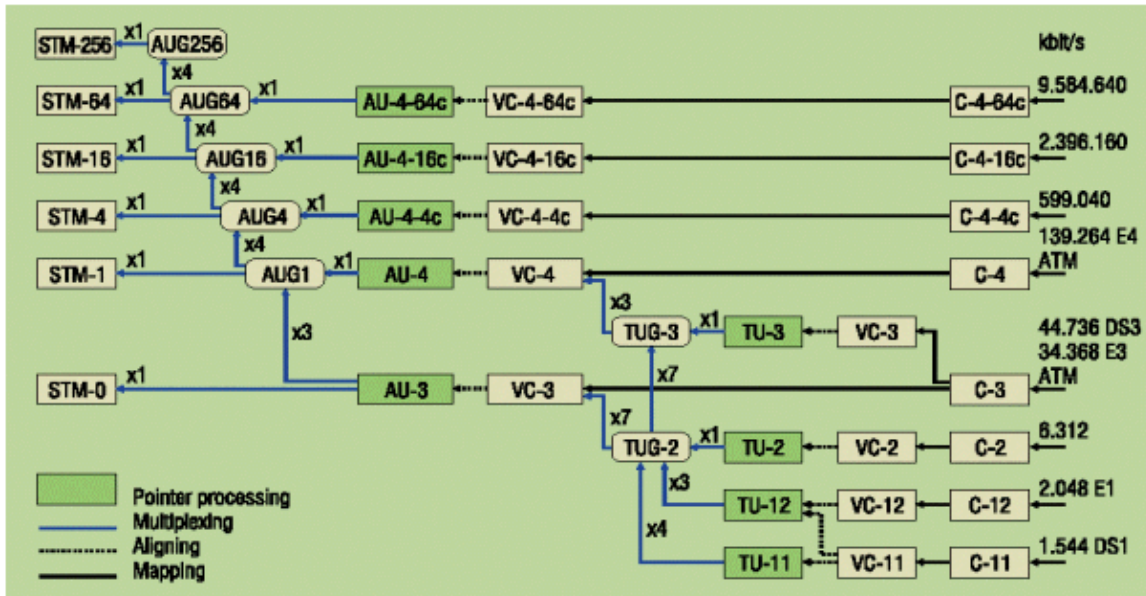 kbit/s
STM-256 x1 AUG256
x4
STM-64 x1 AUG64 x1 AU-4-64c VC-4-64c C-4-64c 9.584.640
x4
STM-16 x1 AUG16 x1 AU-4-16c VC-4-16c C-4-16c 2.396.160
x4
STM-4 x1 AUG4 x1 AU-4-4c VC-4-4c C-4-4c 599.040
x4
139.264 E4
STM-1 x1 AUG1 x1 AU-4 VC-4 C-4 ATM
x3
x3
TUG-3 x1 TU-3 VC-3 44.736 DS3
34.368 E3
x7
STM-0 x1 AU-3 VC-3 C-3 ATM
x7
TUG-2 x1 TU-2 VC-2 C-2 6.312
x3
TU-12 VC-12 C-12 2.048 E1
x4
TU-11 VC-11 C-11 1.544 DS1
Pointer processing
Multiplexing
Aligning
Mapping